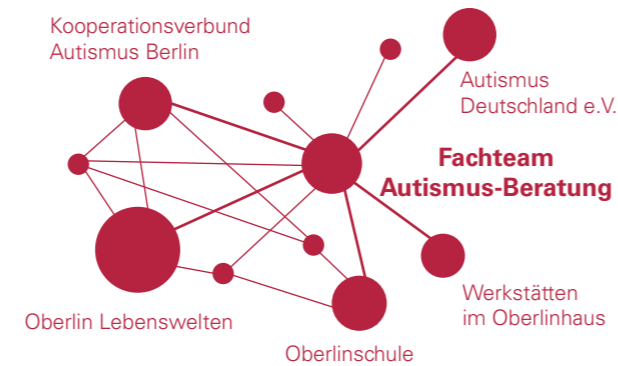 Kooperationsverbund
Autismus Berlin
Autismus
Deutschland e.V.
Fachteam
Autismus-Beratung
Werkstätten
im Oberlinhaus
Oberlin Lebenswelten
Oberlinschule